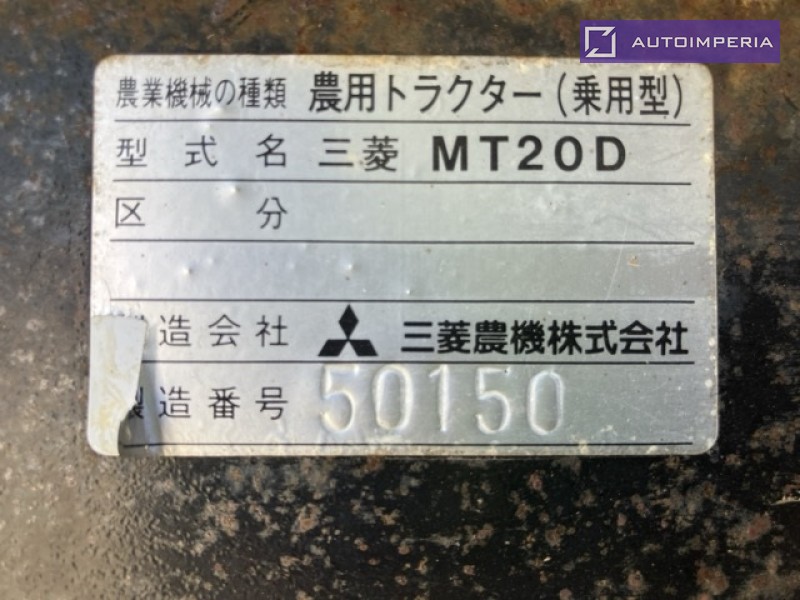 AUTOIMPERIA
農業機械の種類 農用トラクター(乗用型)
型式名 三菱 MT20D
区分
造会社 三菱農機株式会社
製造番号 50150